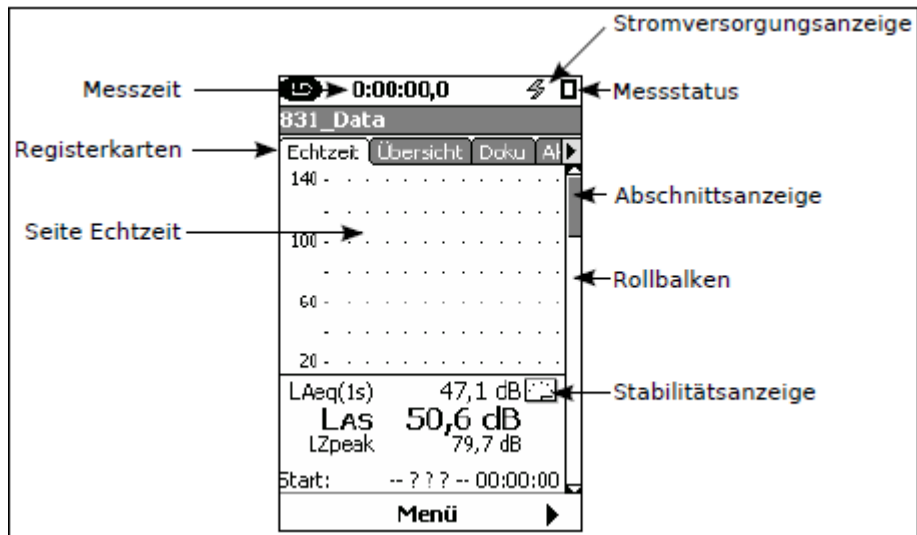 Stromversorgungsanzeige
Messzeit
0:00:00,0
Messstatus
831_Data
Registerkarten
Echtzeit Übersicht Doku
Abschnittsanzeige
140
Seite Echtzeit
100
Rollbalken
60
20
LAeq(1s) 47,1 dB
Stabilitätsanzeige
LAS 50,6 dB
LZpeak 79,7 dB
Start: -- ? ? ? -- 00:00:00
Menü